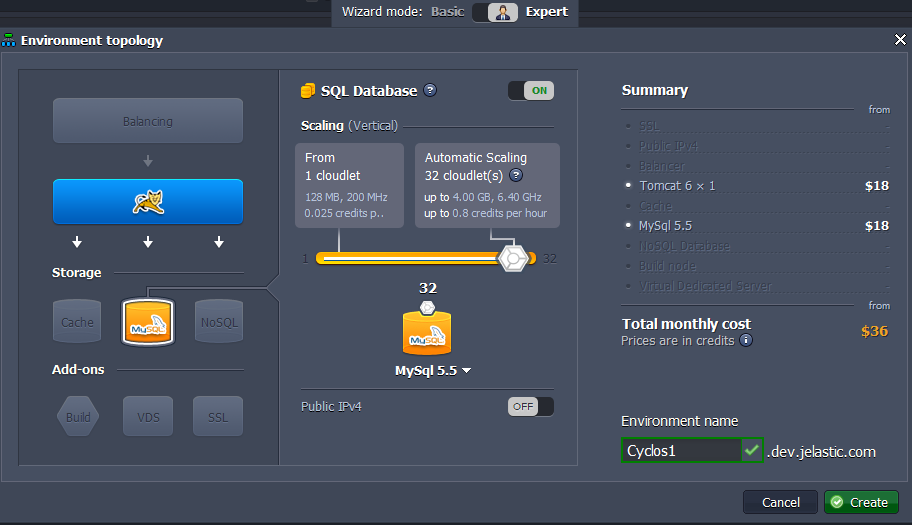 Wizard mode: Basic Expert
Environment topology
Balancing
Storage
Cache
MySQL
NoSQL
Add-ons
Build
VDS
SSL
SQL Database ? ON
Scaling (Vertical)
From
1 cloudlet
128 MB, 200 MHz
0.025 credits p..
Automatic Scaling
32 cloudlet(s) ?
up to 4.00 GB, 6.40 GHz
up to 0.8 credits per hour
1 32
32
MySQL
MySql 5.5
Public IPv4 OFF
Summary
from
SSL -
Public IPv4 -
Balancer -
Tomcat 6 × 1 $18
Cache -
MySql 5.5 $18
NoSQL Database -
Build node -
Virtual Dedicated Server -
from
Total monthly cost $36
Prices are in credits i
Environment name
Cyclos1 .dev.jelastic.com
Cancel Create